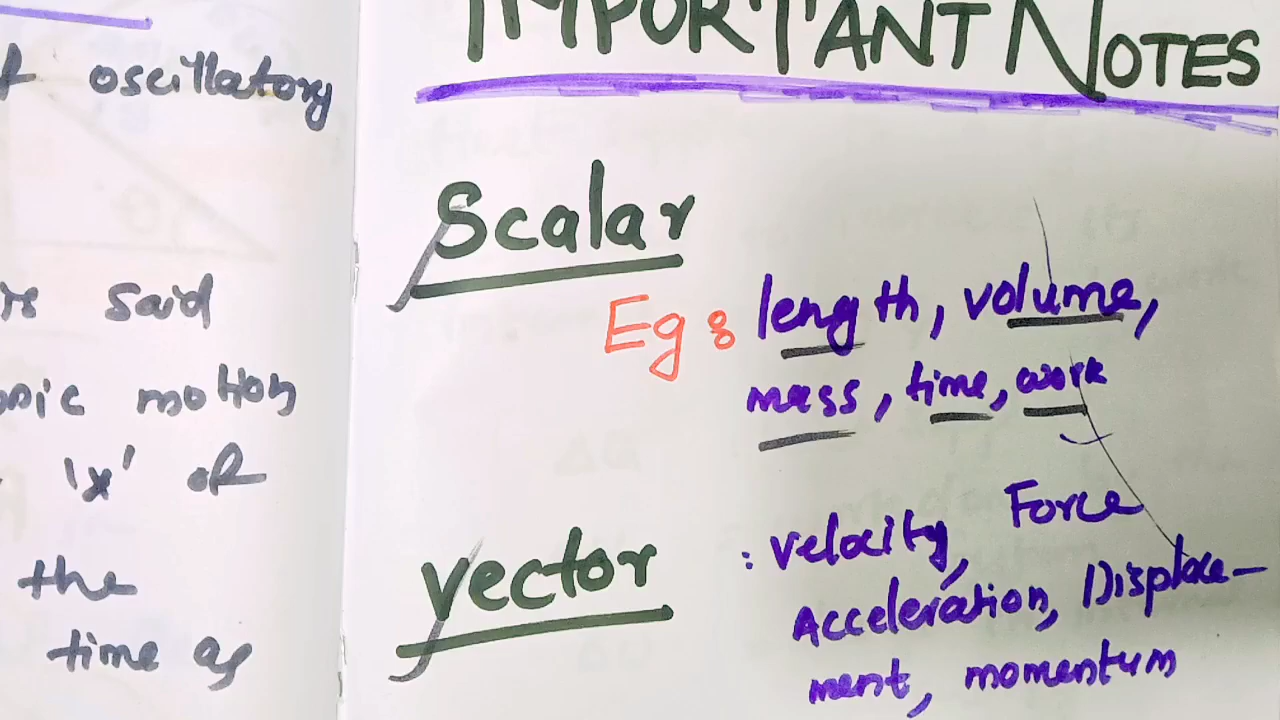 oscillatory
is said
motion
'x' of
the
time as
IMPORTANT NOTES
Scalar
Eg: length, volume,
mass, time, work
Vector
: velocity, Force
Acceleration, Displace-
ment, momentum